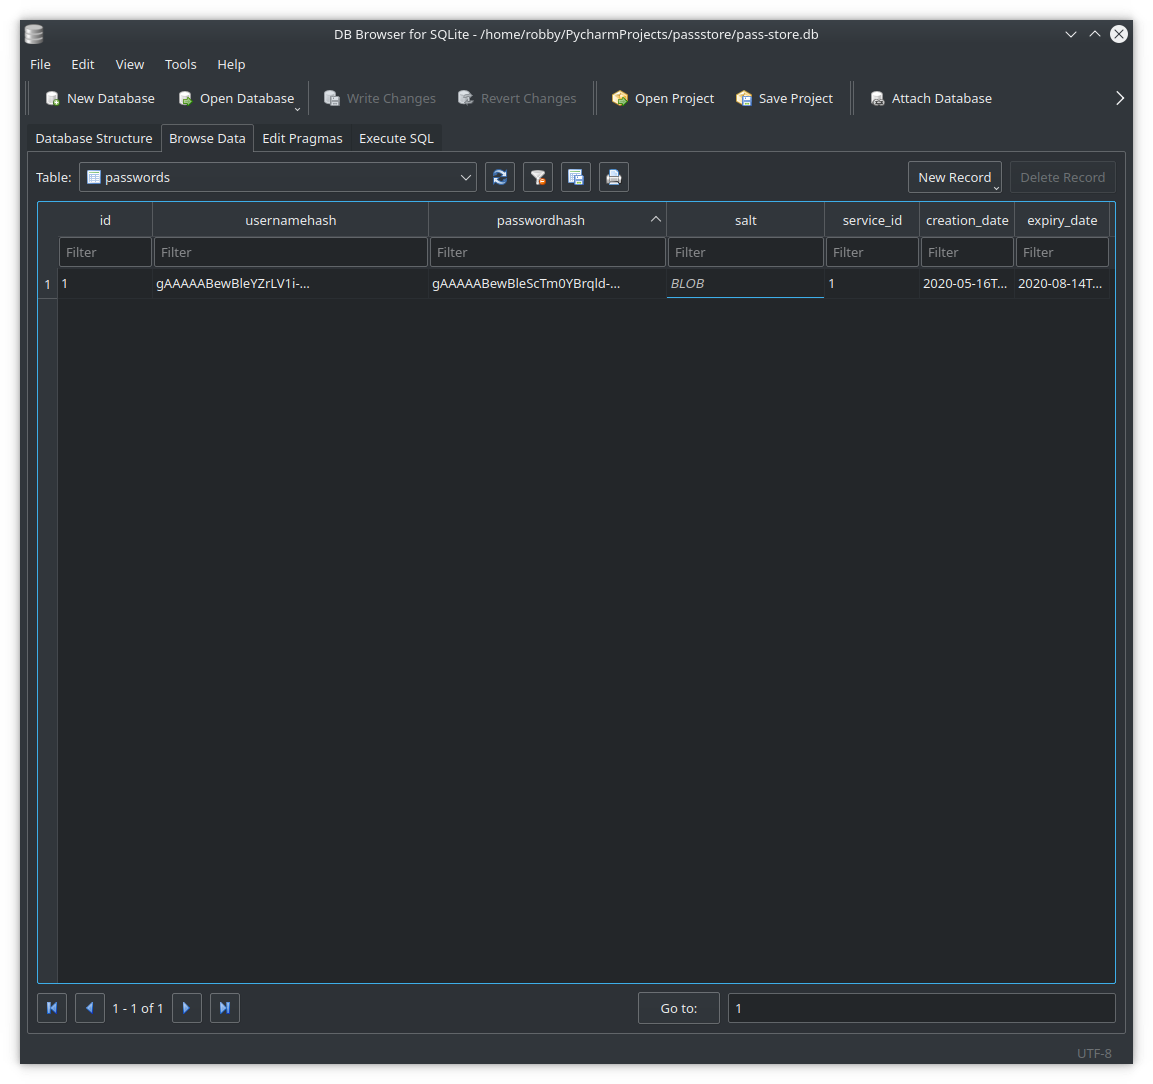 DB Browser for SQLite - /home/robby/PycharmProjects/passstore/pass-store.db
File Edit View Tools Help
New Database Open Database Write Changes Revert Changes Open Project Save Project Attach Database
Database Structure Browse Data Edit Pragmas Execute SQL
Table: passwords New Record Delete Record
id usernamehash passwordhash salt service_id creation_date expiry_date
Filter Filter Filter Filter Filter Filter Filter
1 1 gAAAAABewBleYZrLV1i-... gAAAAABewBleScTm0YBrqld-... BLOB 1 2020-05-16T... 2020-08-14T...
1 - 1 of 1 Go to: 1
UTF-8